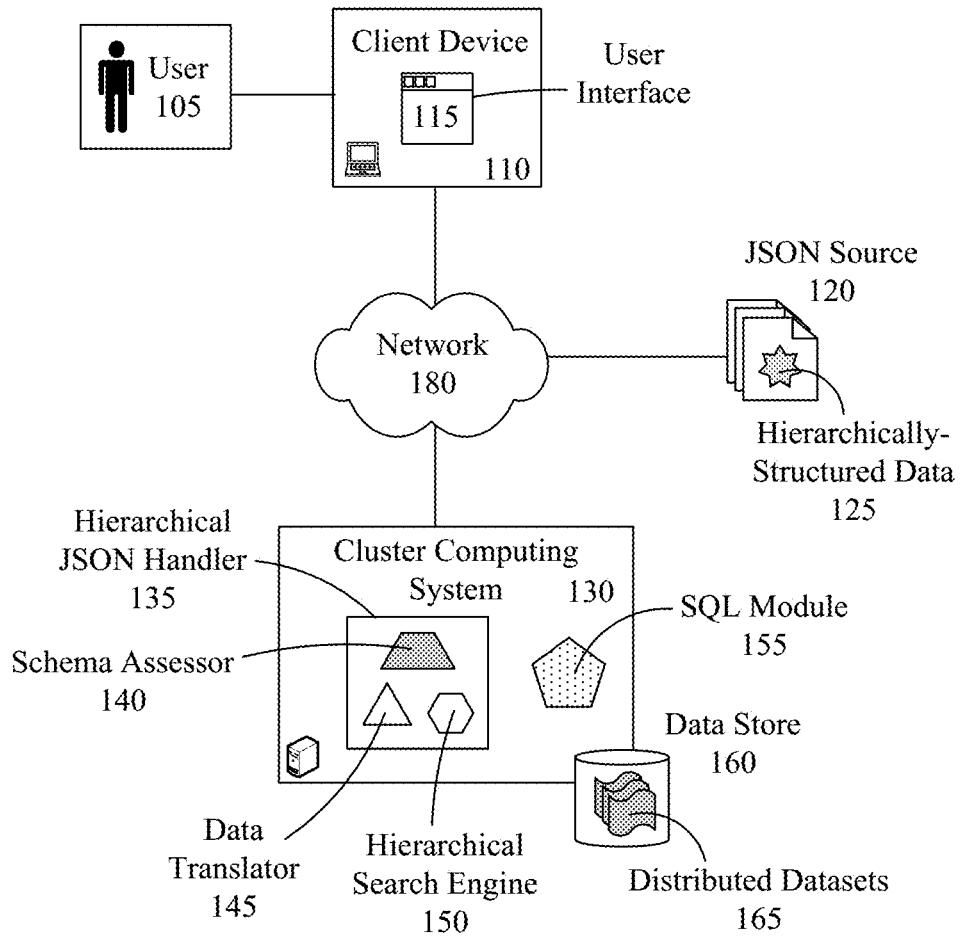 User
105
Client Device
115
110
User
Interface
JSON Source
120
Network
180
Hierarchically-
Structured Data
125
Hierarchical
JSON Handler
135
Cluster Computing
System
130
SQL Module
155
Schema Assessor
140
Data Store
160
Data
Translator
145
Hierarchical
Search Engine
150
Distributed Datasets
165